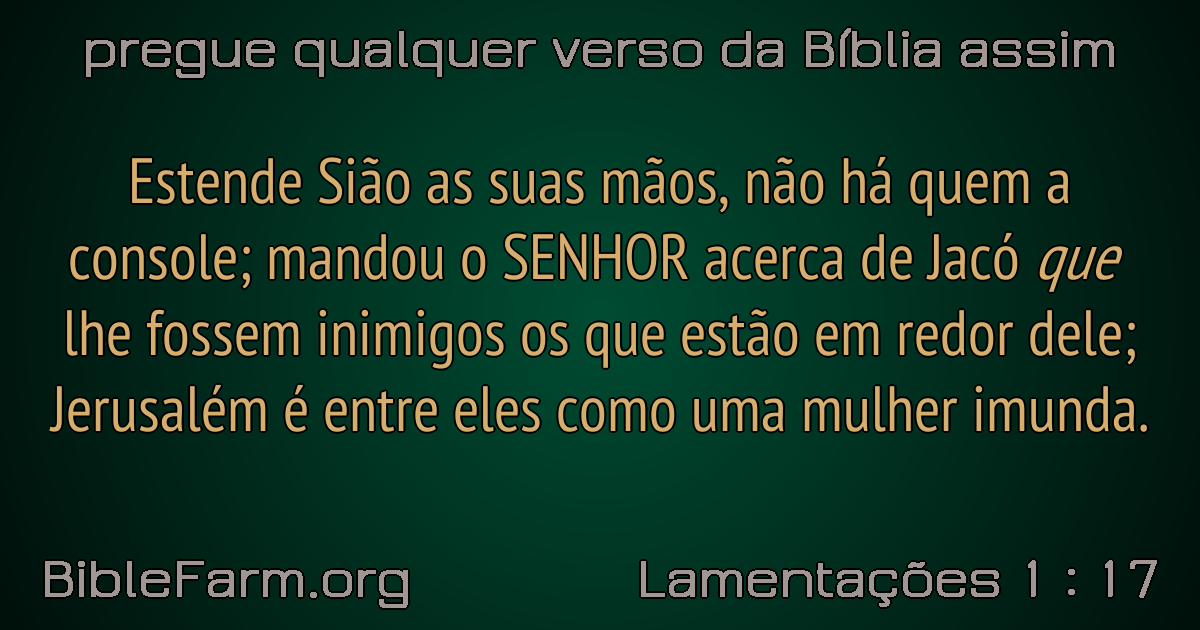 pregue qualquer verso da Bíblia assim
Estende Sião as suas mãos, não há quem a
console; mandou o SENHOR acerca de Jacó que
lhe fossem inimigos os que estão em redor dele;
Jerusalém é entre eles como uma mulher imunda.
BibleFarm.org
Lamentações 1 : 17